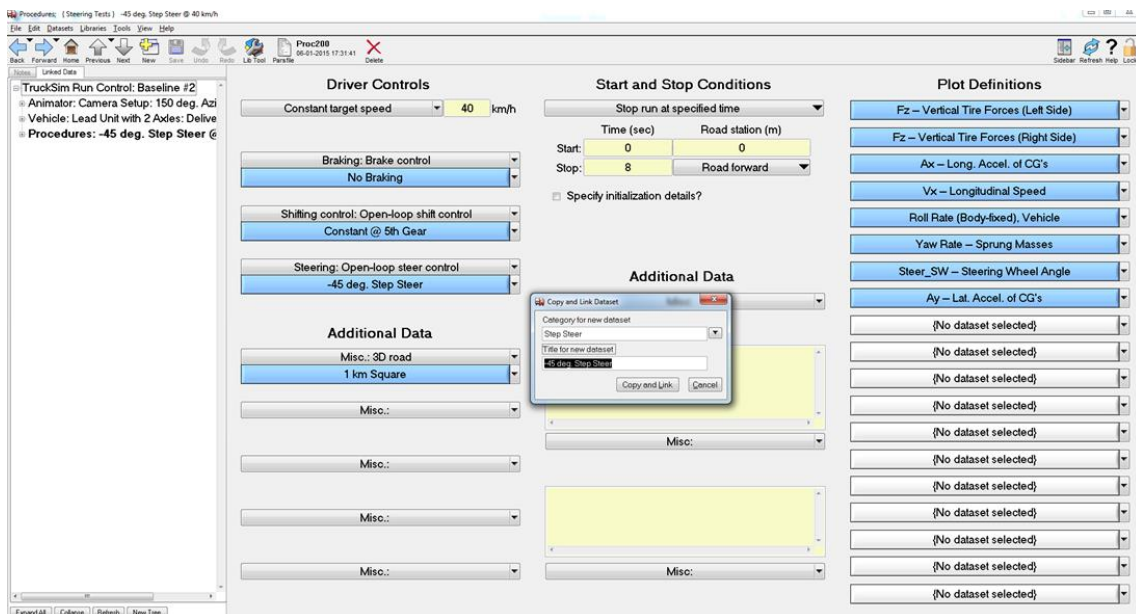 Procedures: { Steering Tests } -45 deg. Step Steer @ 40 km/h
File Edit Datasets Libraries Tools View Help
Back Forward Home Previous Next New Save Undo Redo Lib Tool Parsfile
Proc200
06-01-2015 17:31:41
Delete
Sidebar Refresh Help Lock
Notes Linked Data
TruckSim Run Control: Baseline #2
Animator: Camera Setup: 150 deg. Azi
Vehicle: Lead Unit with 2 Axles: Delive
Procedures: -45 deg. Step Steer @
Expand All Collapse Refresh New Tree
Driver Controls
Constant target speed 40 km/h
Braking: Brake control
No Braking
Shifting control: Open-loop shift control
Constant @ 5th Gear
Steering: Open-loop steer control
-45 deg. Step Steer
Additional Data
Misc.: 3D road
1 km Square
Misc.:
Misc.:
Misc.:
Misc.:
Start and Stop Conditions
Stop run at specified time
Time (sec) Road station (m)
Start: 0 0
Stop: 8 Road forward
Specify initialization details?
Additional Data
Copy and Link Dataset
Category for new dataset
Step Steer
Title for new dataset
-45 deg. Step Steer
Copy and Link Cancel
Misc:
Misc:
Plot Definitions
Fz – Vertical Tire Forces (Left Side)
Fz – Vertical Tire Forces (Right Side)
Ax – Long. Accel. of CG's
Vx – Longitudinal Speed
Roll Rate (Body-fixed), Vehicle
Yaw Rate – Sprung Masses
Steer_SW – Steering Wheel Angle
Ay – Lat. Accel. of CG's
{No dataset selected}
{No dataset selected}
{No dataset selected}
{No dataset selected}
{No dataset selected}
{No dataset selected}
{No dataset selected}
{No dataset selected}
{No dataset selected}
{No dataset selected}
{No dataset selected}